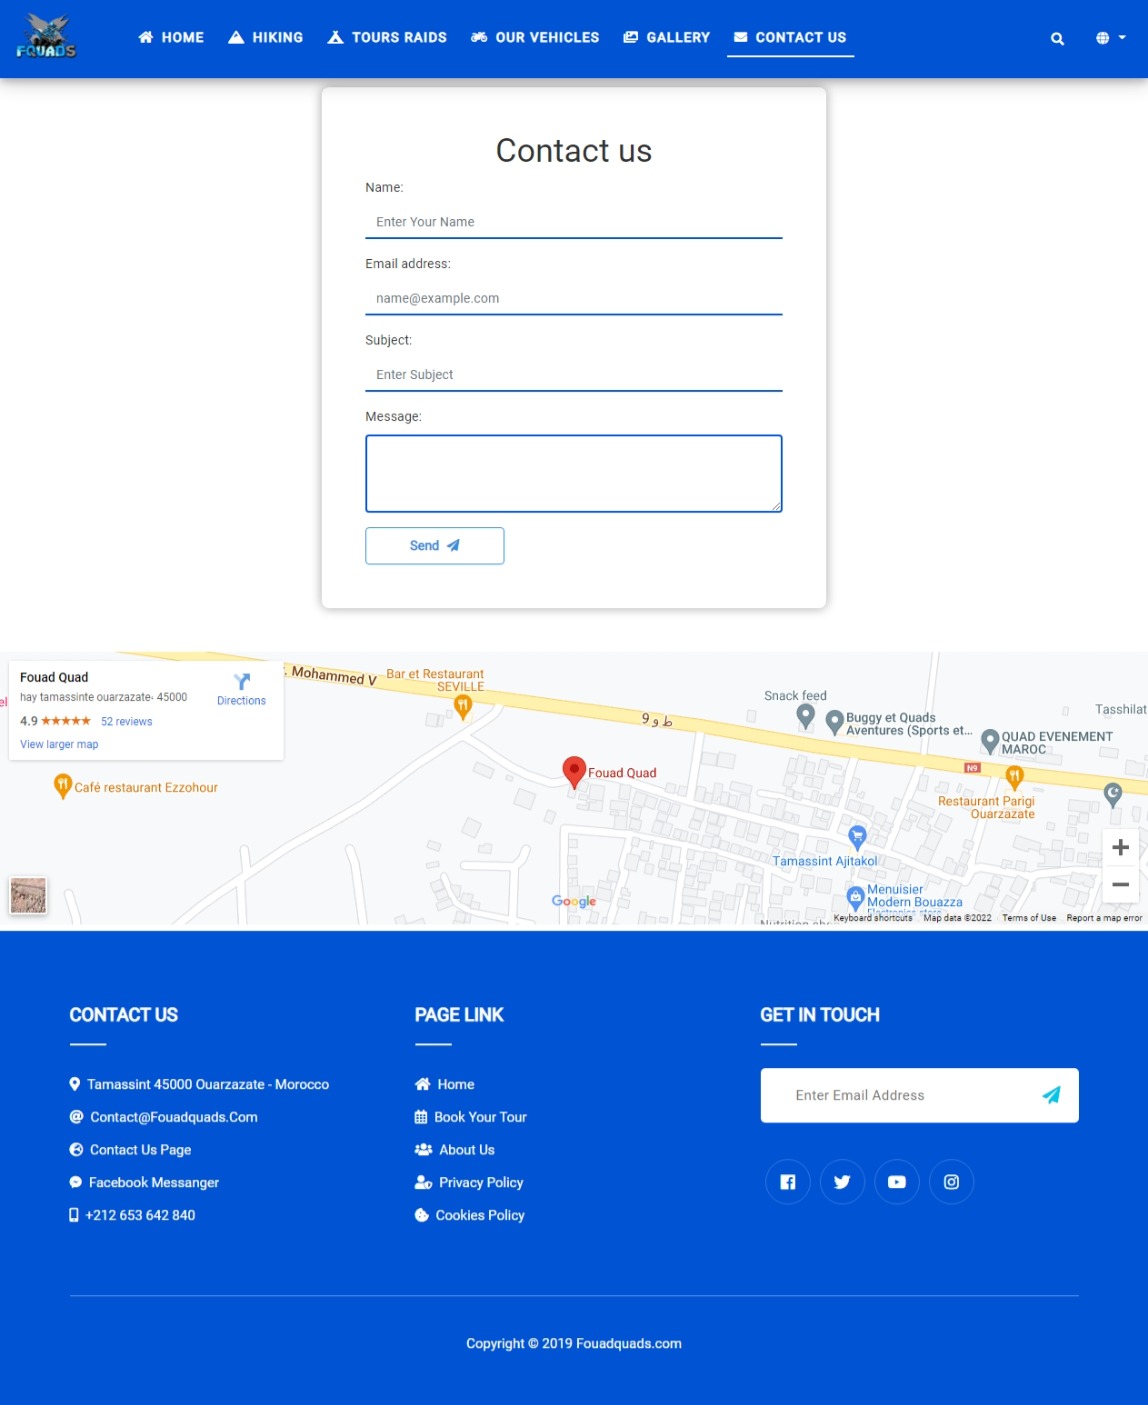 FQUADS
HOME
HIKING
TOURS RAIDS
OUR VEHICLES
GALLERY
CONTACT US
Contact us
Name:
Enter Your Name
Email address:
name@example.com
Subject:
Enter Subject
Message:
Send
Fouad Quad
hay tamassinte ouarzazate، 45000
4.9
52 reviews
View larger map
Directions
Mohammed V
Bar et Restaurant
SEVILLE
ط و 9
Snack feed
Buggy et Quads
Aventures (Sports et...
Tasshilat
QUAD EVENEMENT
MAROC
N9
Fouad Quad
Café restaurant Ezzohour
Restaurant Parigi
Ouarzazate
Tamassint Ajitakol
Menuisier
Modern Bouazza
Google
Keyboard shortcuts
Map data ©2022
Terms of Use
Report a map error
CONTACT US
Tamassint 45000 Ouarzazate - Morocco
Contact@Fouadquads.Com
Contact Us Page
Facebook Messanger
+212 653 642 840
PAGE LINK
Home
Book Your Tour
About Us
Privacy Policy
Cookies Policy
GET IN TOUCH
Enter Email Address
Copyright © 2019 Fouadquads.com